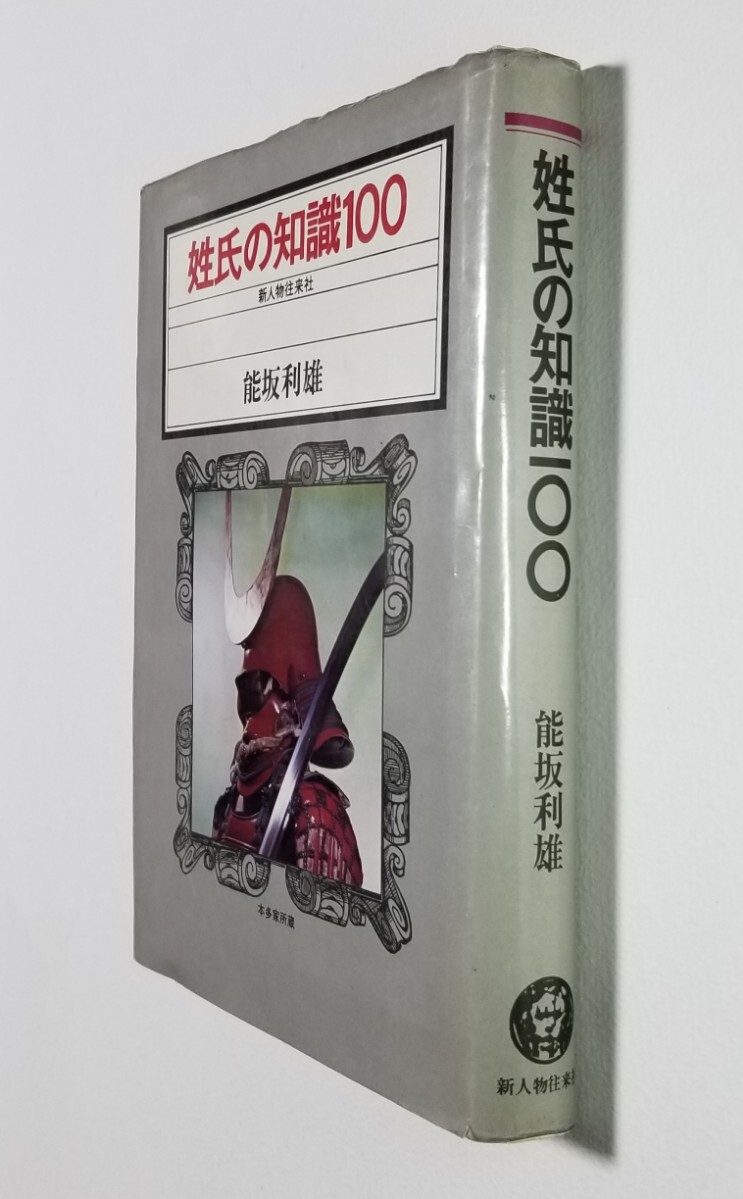 姓氏の知識100
新人物往来社
能坂利雄
本多家所蔵
姓氏の知識一〇〇
能坂利雄
新人物往来社